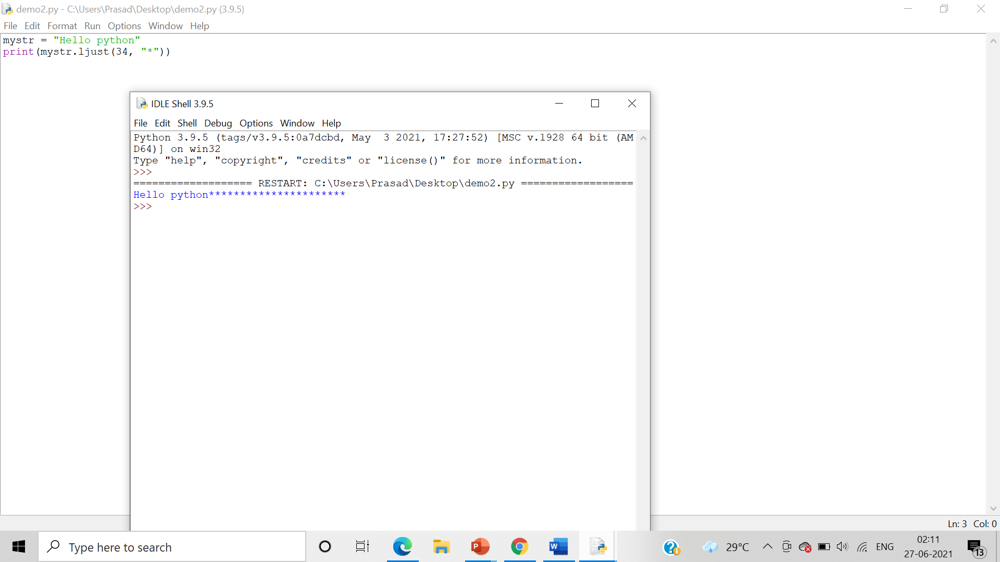 demo2.py - C:\Users\Prasad\Desktop\demo2.py (3.9.5)
File Edit Format Run Options Window Help
mystr = "Hello python"
print(mystr.ljust(34, "*"))
IDLE Shell 3.9.5
File Edit Shell Debug Options Window Help
Python 3.9.5 (tags/v3.9.5:0a7dcbd, May  3 2021, 17:27:52) [MSC v.1928 64 bit (AM
D64)] on win32
Type "help", "copyright", "credits" or "license()" for more information.
>>>
=================== RESTART: C:\Users\Prasad\Desktop\demo2.py ==================
Hello python**********************
>>>
Ln: 3 Col: 0
Type here to search
29°C
ENG
02:11
27-06-2021
13